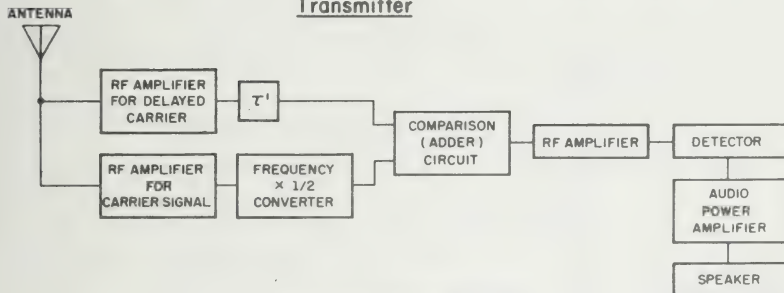 Transmitter
ANTENNA
RF AMPLIFIER
FOR DELAYED
CARRIER
τ'
COMPARISON
(ADDER)
CIRCUIT
RF AMPLIFIER
DETECTOR
RF AMPLIFIER
FOR
CARRIER SIGNAL
FREQUENCY
× 1/2
CONVERTER
AUDIO
POWER
AMPLIFIER
SPEAKER